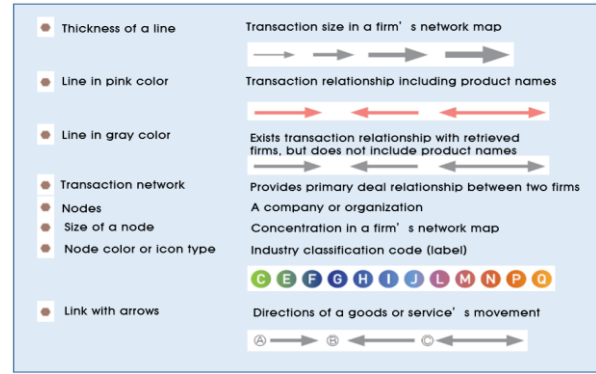 Thickness of a line Transaction size in a firm's network map
Line in pink color Transaction relationship including product names
Line in gray color Exists transaction relationship with retrieved
firms, but does not include product names
Transaction network Provides primary deal relationship between two firms
Nodes A company or organization
Size of a node Concentration in a firm's network map
Node color or icon type Industry classification code (label)
C E F G H I J L M N P Q
Link with arrows Directions of a goods or service's movement
A B C